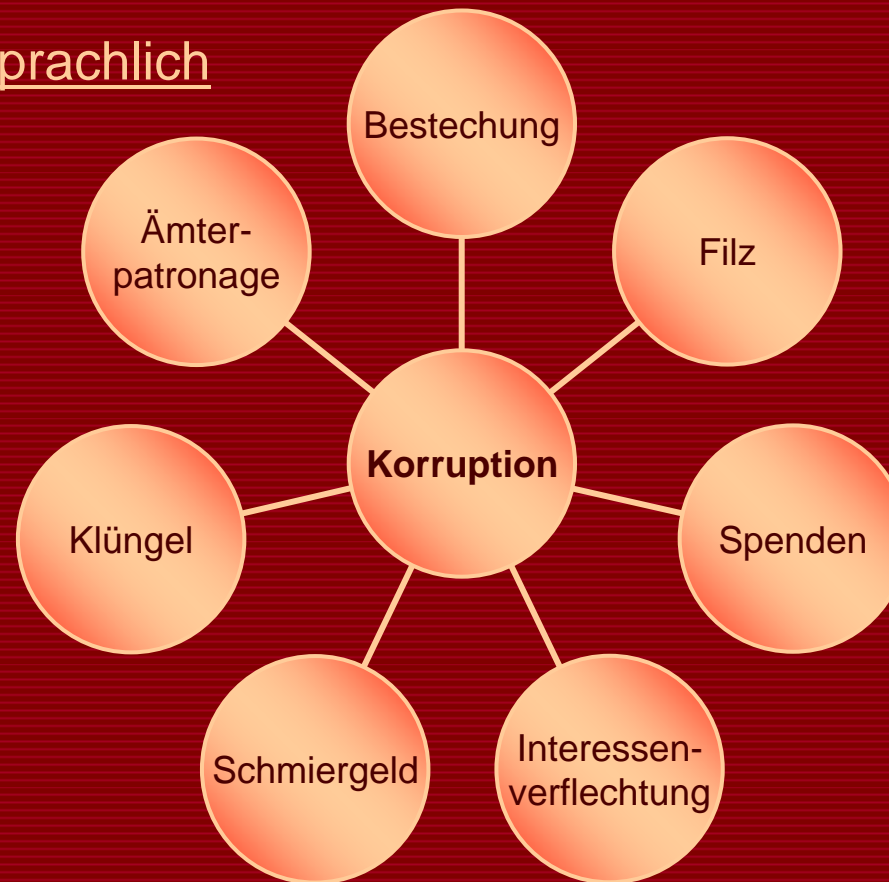 prachlich
Bestechung
Ämter-
patronage
Filz
Korruption
Klüngel
Spenden
Schmiergeld
Interessen-
verflechtung